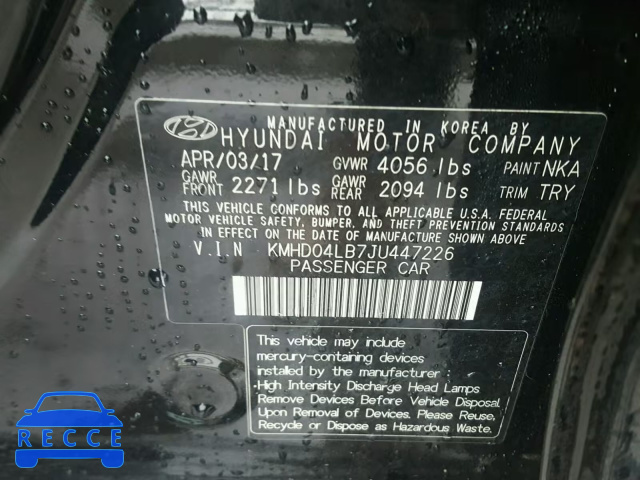 MANUFACTURED IN KOREA BY
HYUNDAI MOTOR COMPANY
APR/03/17 GVWR 4056 lbs PAINT NKA
GAWR FRONT 2271 lbs GAWR REAR 2094 lbs TRIM TRY
THIS VEHICLE CONFORMS TO ALL APPLICABLE U.S.A. FEDERAL
MOTOR VEHICLE SAFETY, BUMPER, AND THEFT PREVENTION
STANDARDS IN EFFECT ON THE DATE OF MANUFACTURE SHOWN ABOVE.
V.I.N KMHD04LB7JU447226
PASSENGER CAR
This vehicle may include
mercury-containing devices
installed by the manufacturer :
· High Intensity Discharge Head Lamps
Remove Devices Before Vehicle Disposal.
Upon Removal of Devices, Please Reuse,
Recycle or Dispose as Hazardous Waste.
RECCE